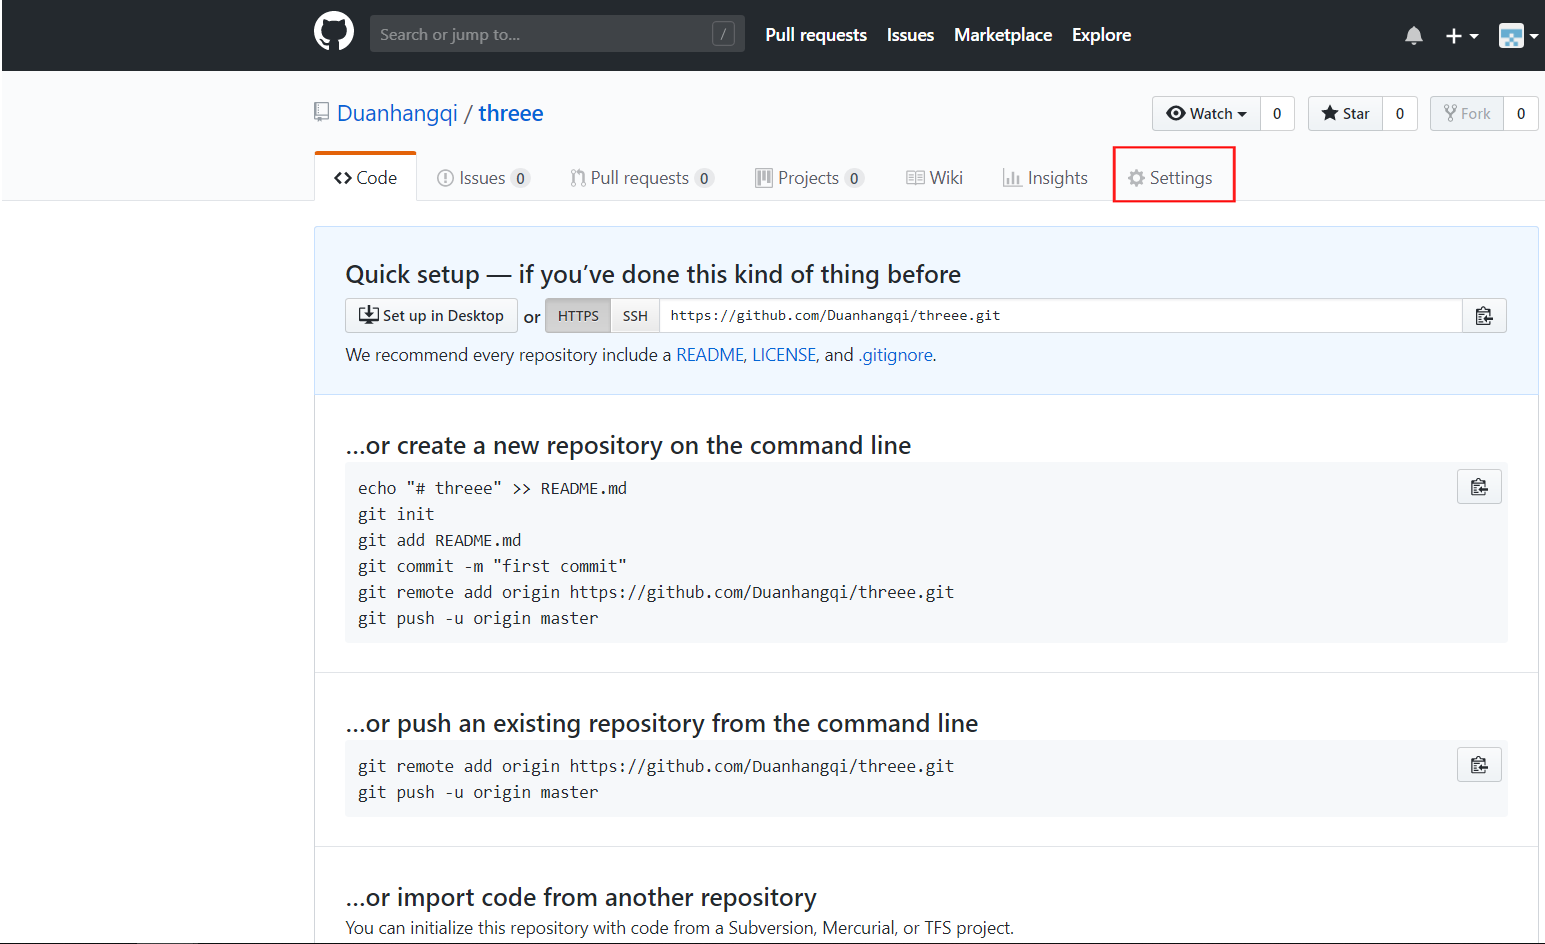 Search or jump to... /
Pull requests Issues Marketplace Explore
Duanhangqi / threee
Watch 0 Star 0 Fork 0
Code Issues 0 Pull requests 0 Projects 0 Wiki Insights Settings
Quick setup — if you’ve done this kind of thing before
Set up in Desktop or HTTPS SSH https://github.com/Duanhangqi/threee.git
We recommend every repository include a README, LICENSE, and .gitignore.
…or create a new repository on the command line
echo "# threee" >> README.md
git init
git add README.md
git commit -m "first commit"
git remote add origin https://github.com/Duanhangqi/threee.git
git push -u origin master
…or push an existing repository from the command line
git remote add origin https://github.com/Duanhangqi/threee.git
git push -u origin master
…or import code from another repository
You can initialize this repository with code from a Subversion, Mercurial, or TFS project.